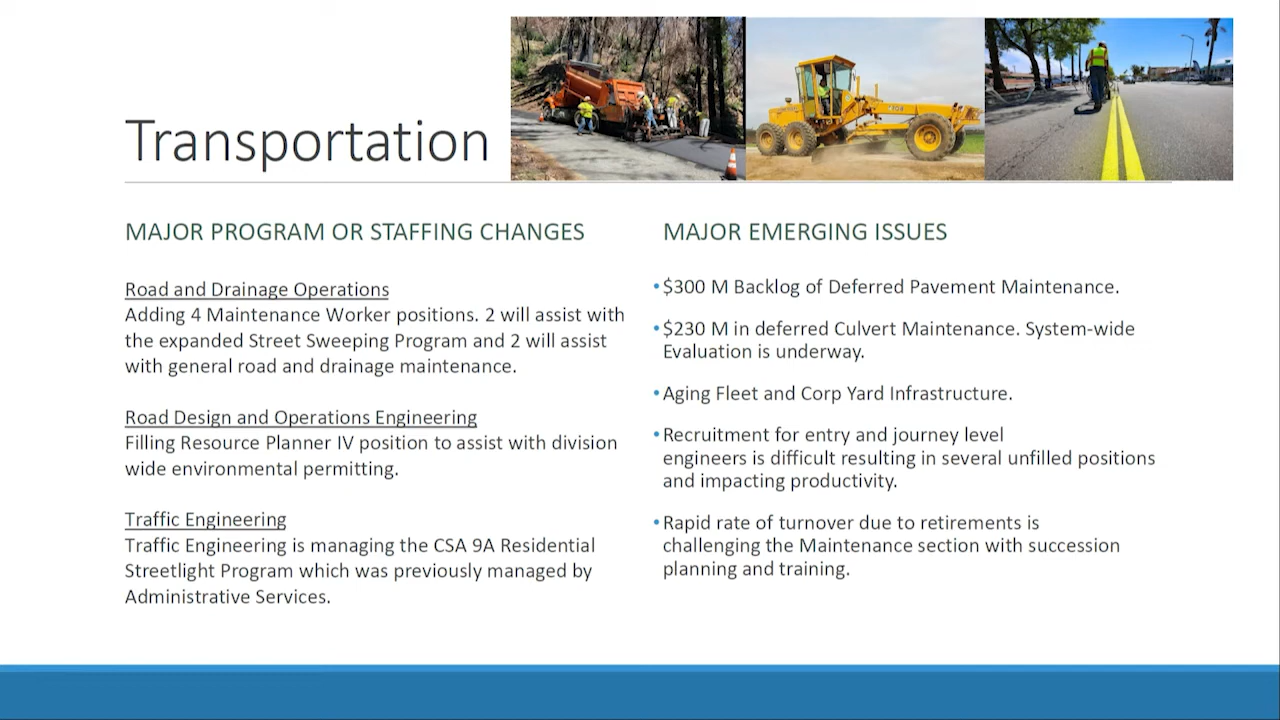 Transportation
MAJOR PROGRAM OR STAFFING CHANGES
Road and Drainage Operations
Adding 4 Maintenance Worker positions. 2 will assist with
the expanded Street Sweeping Program and 2 will assist
with general road and drainage maintenance.
Road Design and Operations Engineering
Filling Resource Planner IV position to assist with division
wide environmental permitting.
Traffic Engineering
Traffic Engineering is managing the CSA 9A Residential
Streetlight Program which was previously managed by
Administrative Services.
MAJOR EMERGING ISSUES
•$300 M Backlog of Deferred Pavement Maintenance.
•$230 M in deferred Culvert Maintenance. System-wide
Evaluation is underway.
•Aging Fleet and Corp Yard Infrastructure.
•Recruitment for entry and journey level
engineers is difficult resulting in several unfilled positions
and impacting productivity.
•Rapid rate of turnover due to retirements is
challenging the Maintenance section with succession
planning and training.